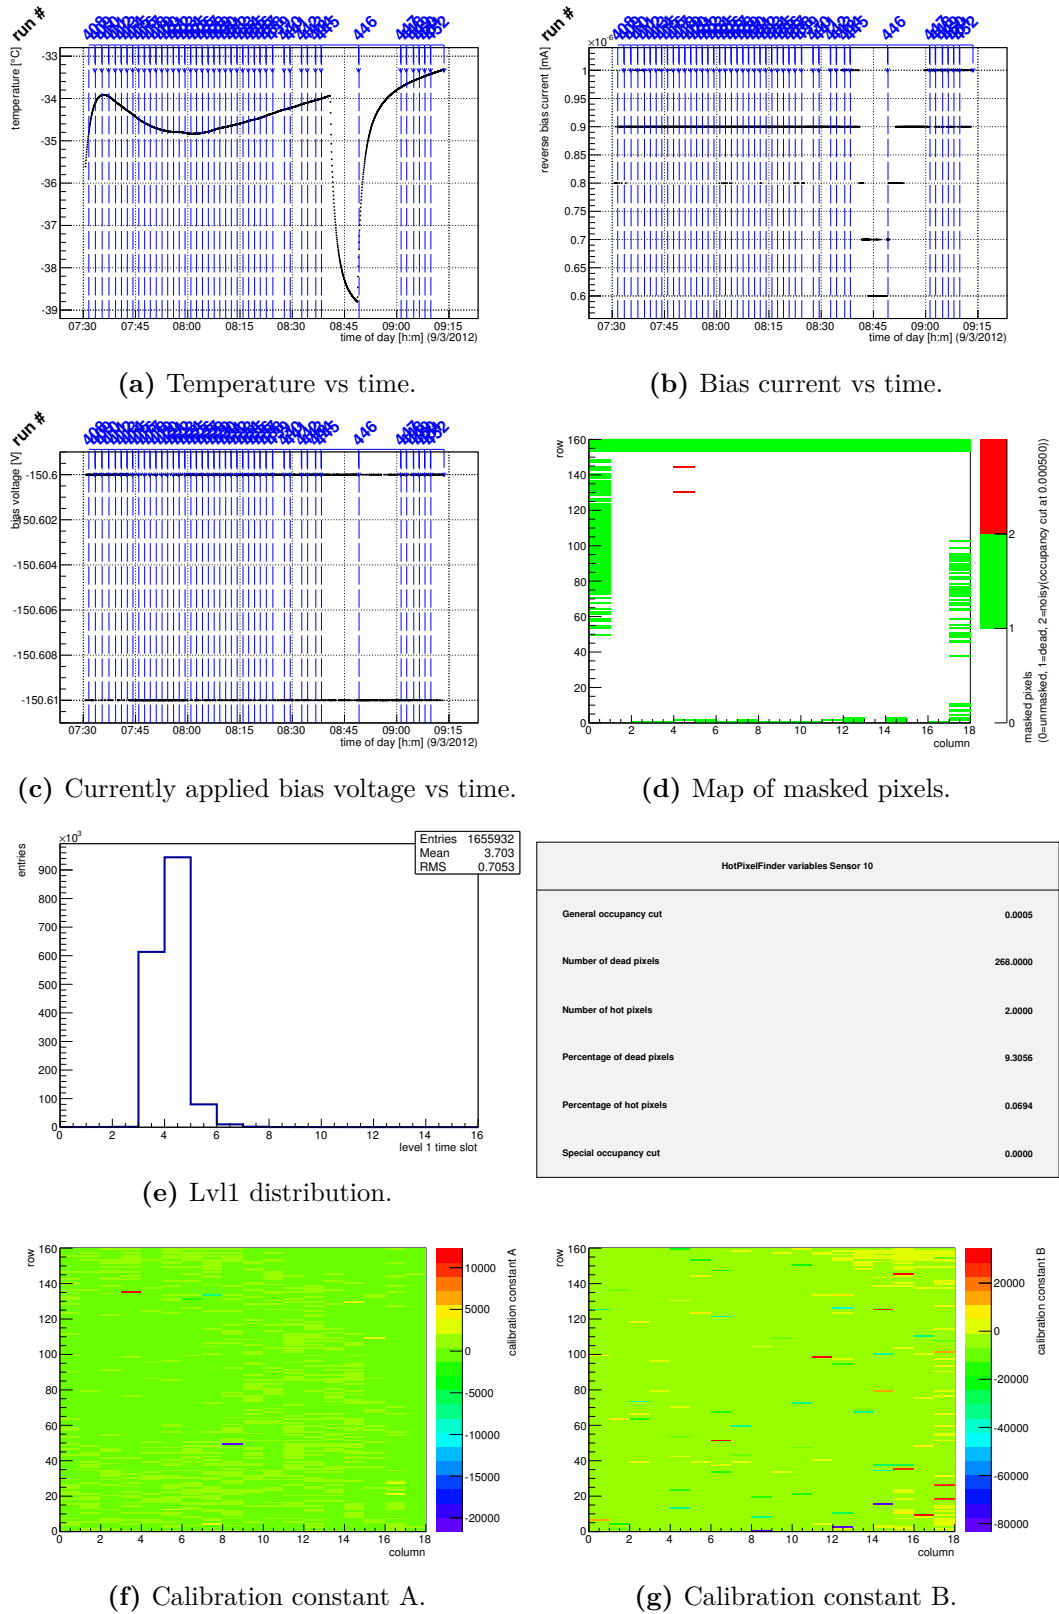 run #
408
445
446
447
452
temperature [°C]
-33
-34
-35
-36
-37
-38
-39
07:30 07:45 08:00 08:15 08:30 08:45 09:00 09:15
time of day [h:m] (9/3/2012)
(a) Temperature vs time.
run #
408
445
446
447
452
×10⁻⁶
reverse bias current [mA]
1
0.95
0.9
0.85
0.8
0.75
0.7
0.65
0.6
07:30 07:45 08:00 08:15 08:30 08:45 09:00 09:15
time of day [h:m] (9/3/2012)
(b) Bias current vs time.
run #
408
445
446
447
452
bias voltage [V]
-150.6
-150.602
-150.604
-150.606
-150.608
-150.61
07:30 07:45 08:00 08:15 08:30 08:45 09:00 09:15
time of day [h:m] (9/3/2012)
(c) Currently applied bias voltage vs time.
row
160
140
120
100
80
60
40
20
0
0 2 4 6 8 10 12 14 16 18
column
2
1
0
masked pixels
(0=unmasked, 1=dead, 2=noisy(occupancy cut at 0.000500))
(d) Map of masked pixels.
×10³
entries
900
800
700
600
500
400
300
200
100
0
0 2 4 6 8 10 12 14 16
level 1 time slot
Entries 1655932
Mean 3.703
RMS 0.7053
(e) Lvl1 distribution.
HotPixelFinder variables Sensor 10
General occupancy cut 0.0005
Number of dead pixels 268.0000
Number of hot pixels 2.0000
Percentage of dead pixels 9.3056
Percentage of hot pixels 0.0694
Special occupancy cut 0.0000
row
160
140
120
100
80
60
40
20
0
0 2 4 6 8 10 12 14 16 18
column
10000
5000
0
-5000
-10000
-15000
-20000
calibration constant A
(f) Calibration constant A.
row
160
140
120
100
80
60
40
20
0
0 2 4 6 8 10 12 14 16 18
column
20000
0
-20000
-40000
-60000
-80000
calibration constant B
(g) Calibration constant B.